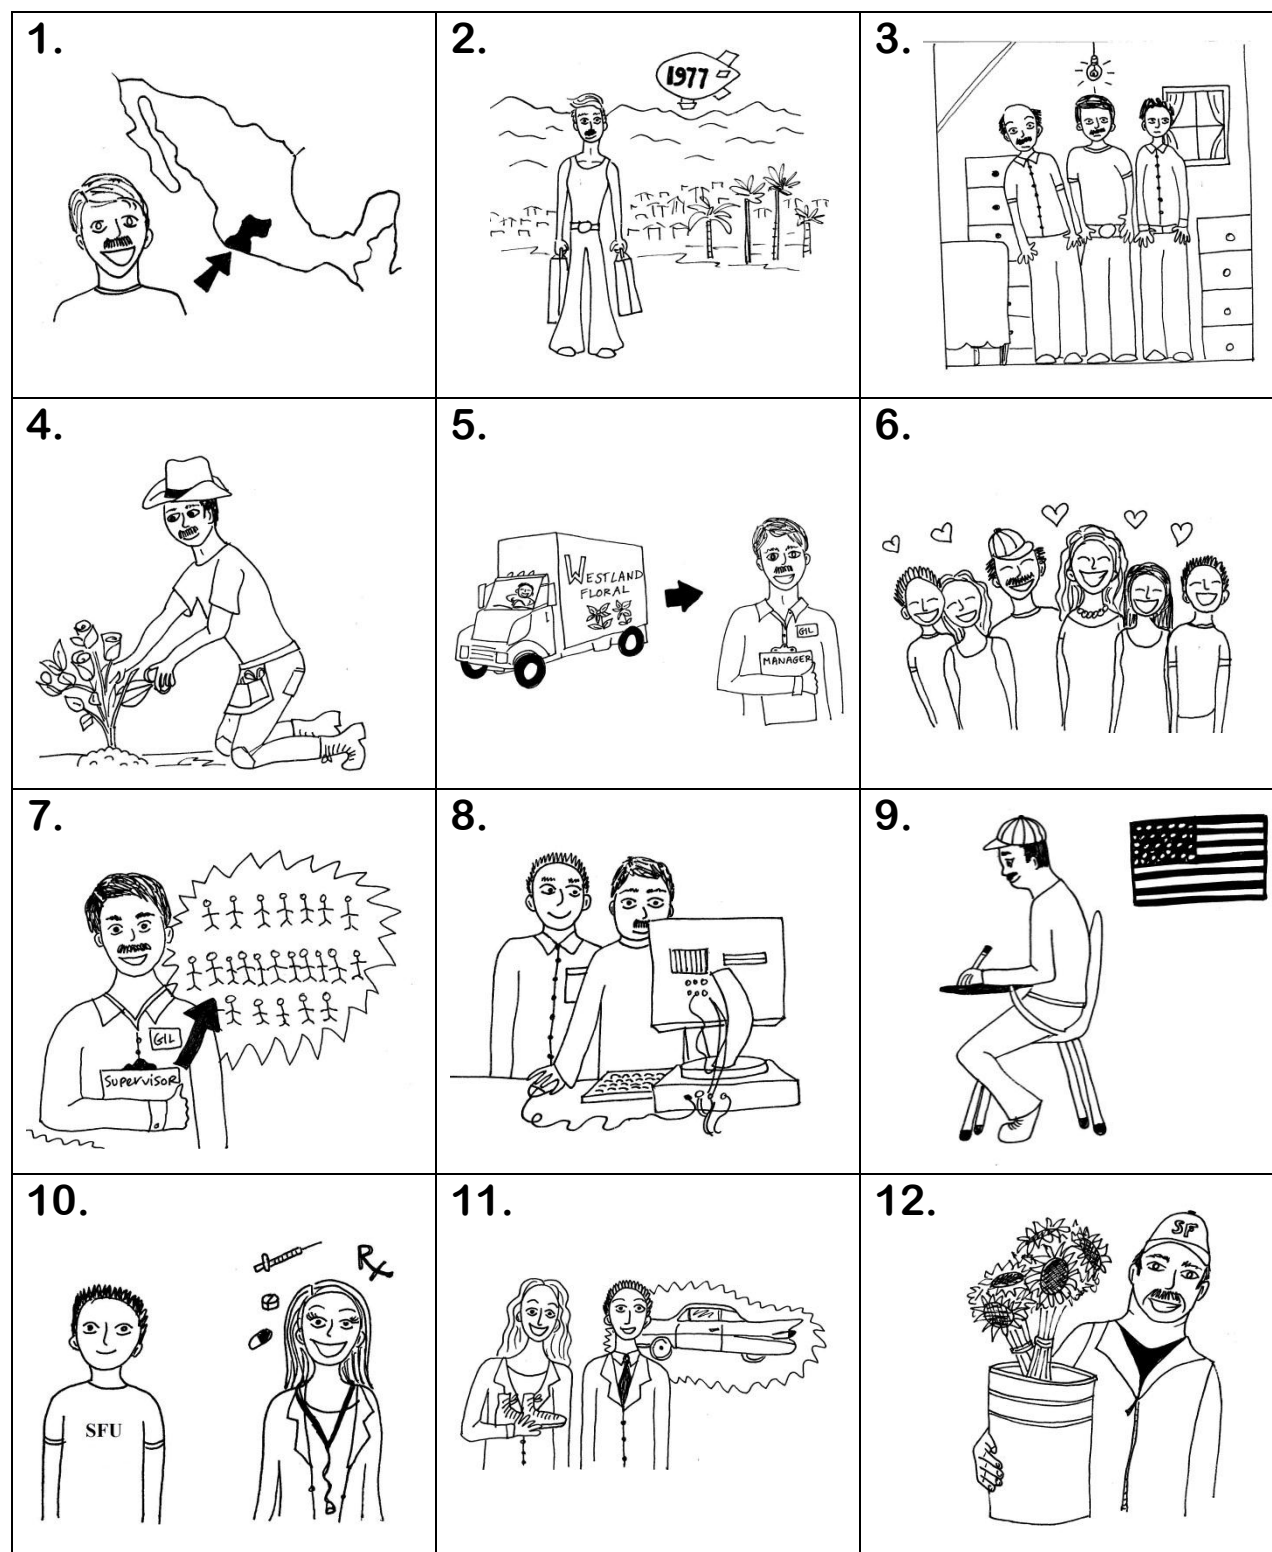 1.
2.
1977
3.
4.
5.
WESTLAND
FLORAL
GIL
MANAGER
6.
7.
GIL
Supervisor
8.
9.
10.
Rx
SFU
11.
12.
SF